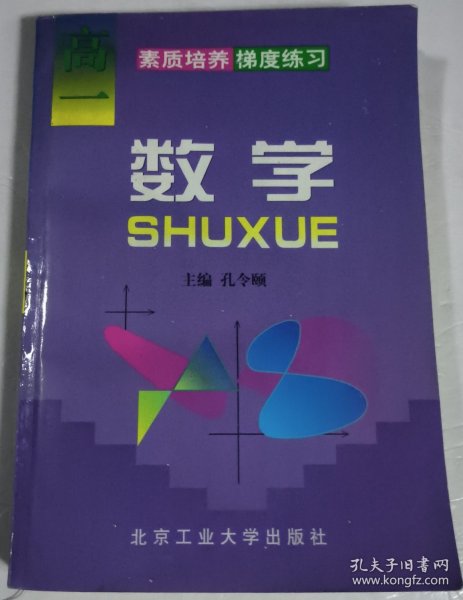 高一
素质培养 梯度练习
数学
SHUXUE
主编 孔令颐
北京工业大学出版社
孔夫子旧书网
www.kongfz.com